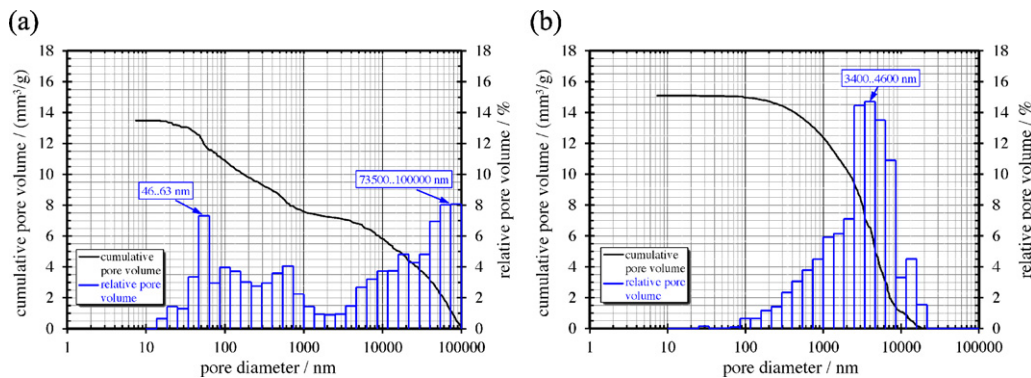 (a)
cumulative pore volume / (mm³/g)
18
16
14
12
10
8
6
4
2
0
46..63 nm
73500..100000 nm
cumulative
pore volume
relative pore
volume
18
16
14
12
10
8
6
4
2
0
relative pore volume / %
1 10 100 1000 10000 100000
pore diameter / nm
(b)
cumulative pore volume / (mm³/g)
18
16
14
12
10
8
6
4
2
0
3400..4600 nm
cumulative
pore volume
relative pore
volume
18
16
14
12
10
8
6
4
2
0
relative pore volume / %
1 10 100 1000 10000 100000
pore diameter / nm